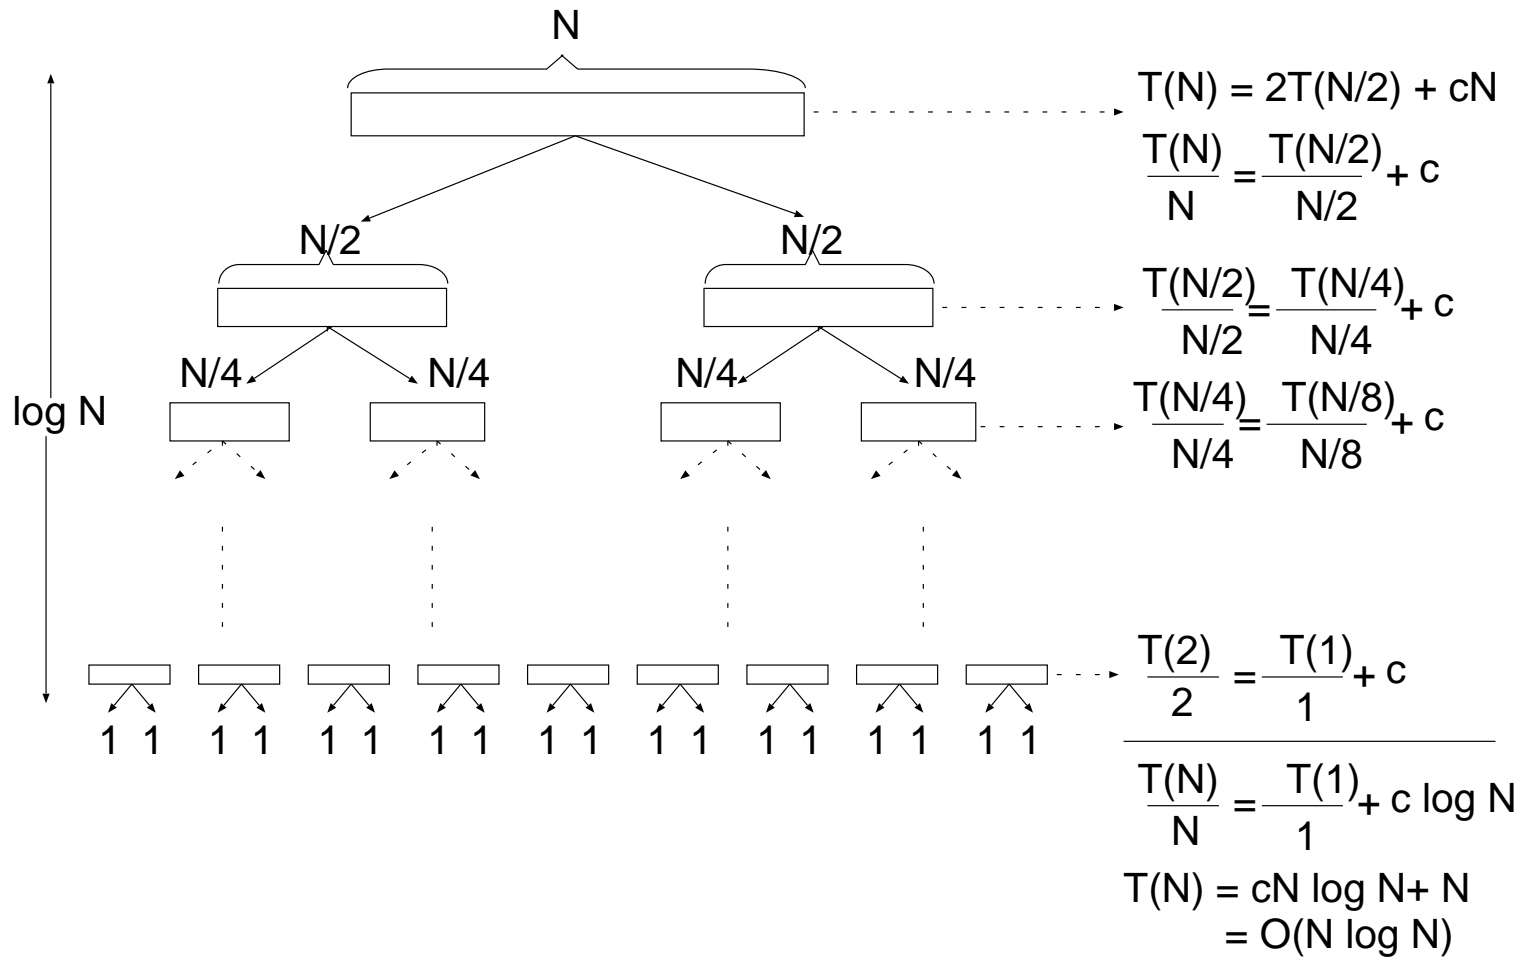 N
T(N) = 2T(N/2) + cN
T(N)/N = T(N/2)/N/2 + c
N/2 N/2
T(N/2)/N/2 = T(N/4)/N/4 + c
N/4 N/4 N/4 N/4
log N
T(N/4)/N/4 = T(N/8)/N/8 + c
T(2)/2 = T(1)/1 + c
1 1 1 1 1 1 1 1 1 1 1 1 1 1 1 1 1 1
T(N)/N = T(1)/1 + c log N
T(N) = cN log N+ N
= O(N log N)